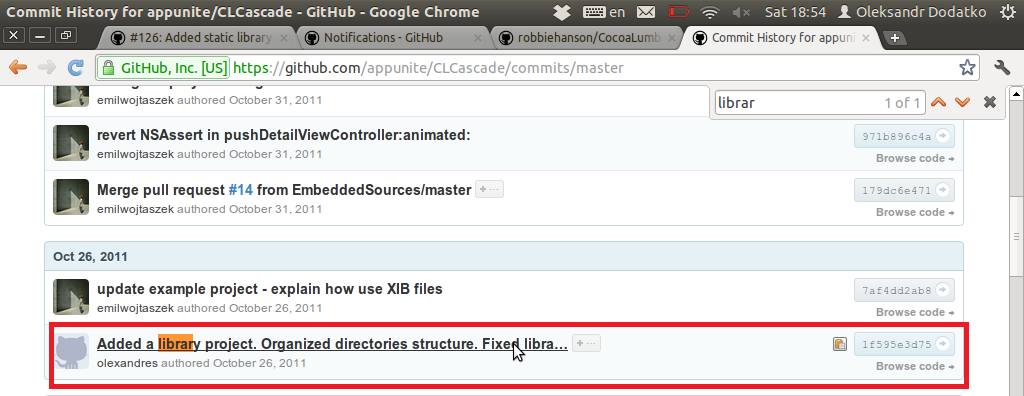 Commit History for appunite/CLCascade - GitHub - Google Chrome
en
Sat 18:54
Oleksandr Dodatko
#126: Added static library
Notifications - GitHub
robbiehanson/CocoaLumb
Commit History for appuni
GitHub, Inc. [US]
https://github.com/appunite/CLCascade/commits/master
librar
1 of 1
emilwojtaszek authored October 31, 2011
revert NSAssert in pushDetailViewController:animated:
971b896c4a
emilwojtaszek authored October 31, 2011
Browse code
Merge pull request #14 from EmbeddedSources/master
179dc6e471
emilwojtaszek authored October 31, 2011
Browse code
Oct 26, 2011
update example project - explain how use XIB files
7af4dd2ab8
emilwojtaszek authored October 26, 2011
Browse code
Added a library project. Organized directories structure. Fixed libra…
1f595e3d75
olexandres authored October 26, 2011
Browse code